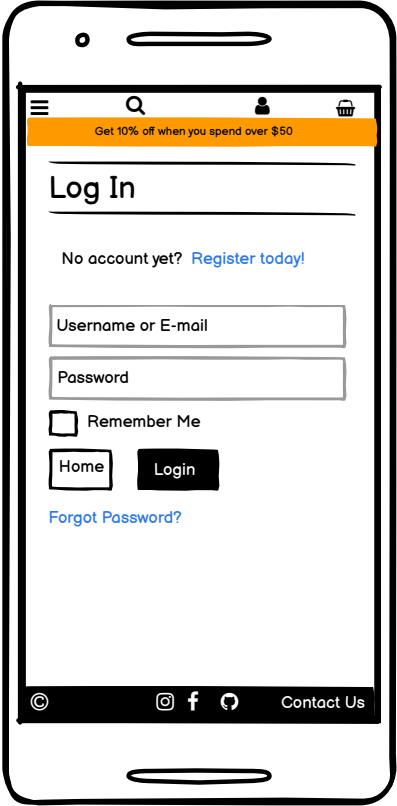 Get 10% off when you spend over $50
Log In
No account yet? Register today!
Username or E-mail
Password
Remember Me
Home Login
Forgot Password?
© Contact Us